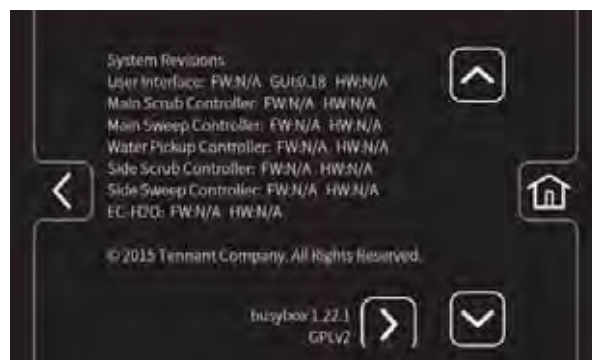 System Revisions
User Interface: FW:N/A GUI:0.18 HW:N/A
Main Scrub Controller: FW:N/A HW:N/A
Main Sweep Controller: FW:N/A HW:N/A
Water Pickup Controller: FW:N/A HW:N/A
Side Scrub Controller: FW:N/A HW:N/A
Side Sweep Controller: FW:N/A HW:N/A
EC-H2O: FW:N/A HW:N/A
© 2015 Tennant Company. All Rights Reserved.
busybox 1.22.1
GPLv2